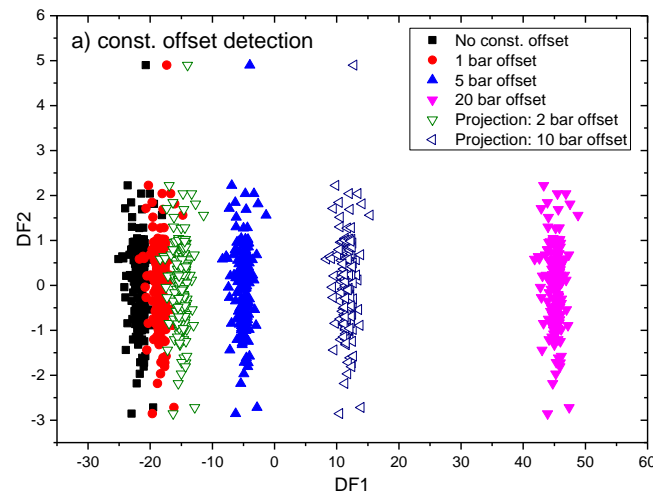 a) const. offset detection
No const. offset
1 bar offset
5 bar offset
20 bar offset
Projection: 2 bar offset
Projection: 10 bar offset
6
5
4
3
2
1
0
-1
-2
-3
DF2
-30 -20 -10 0 10 20 30 40 50 60
DF1